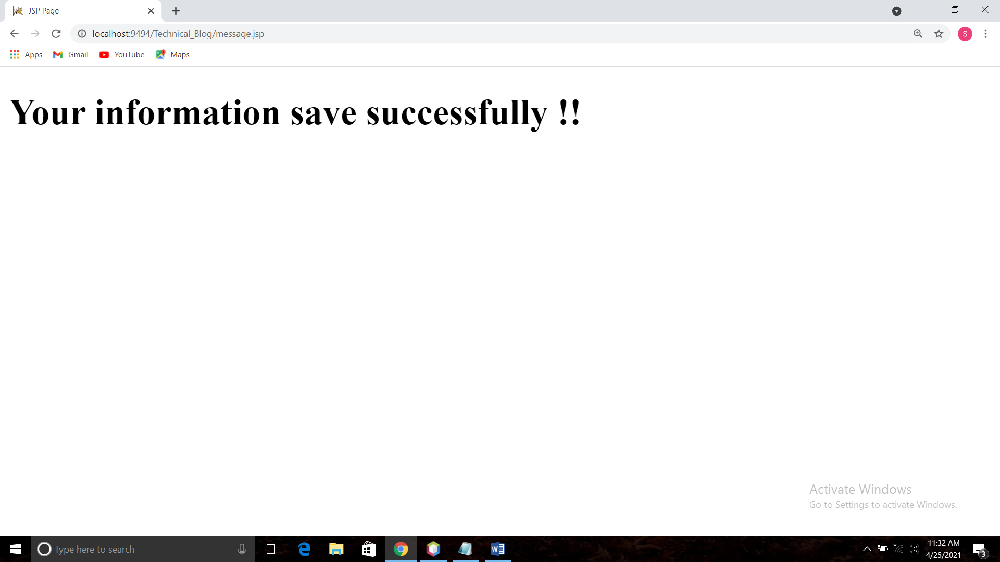 JSP Page
localhost:9494/Technical_Blog/message.jsp
S
Apps Gmail YouTube Maps
Your information save successfully !!
Activate Windows
Go to Settings to activate Windows.
Type here to search
11:32 AM
4/25/2021
3